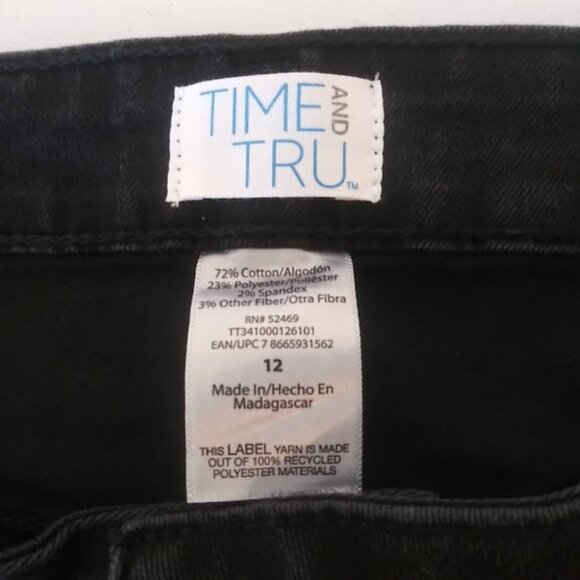 TIME AND
TRU™
72% Cotton/Algodón
23% Polyester/Poliéster
2% Spandex
3% Other Fiber/Otra Fibra
RN# 52469
TT341000126101
EAN/UPC 7 8665931562
12
Made In/Hecho En
Madagascar
THIS LABEL YARN IS MADE
OUT OF 100% RECYCLED
POLYESTER MATERIALS